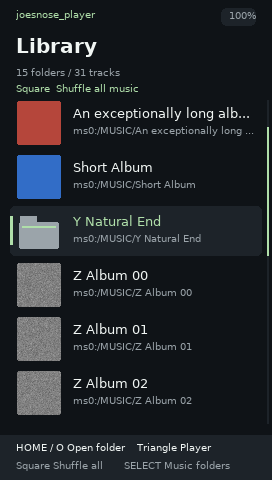 joesnose_player
100%
Library
15 folders / 31 tracks
Square Shuffle all music
An exceptionally long alb...
ms0:/MUSIC/An exceptionally long ...
Short Album
ms0:/MUSIC/Short Album
Y Natural End
ms0:/MUSIC/Y Natural End
Z Album 00
ms0:/MUSIC/Z Album 00
Z Album 01
ms0:/MUSIC/Z Album 01
Z Album 02
ms0:/MUSIC/Z Album 02
HOME / O Open folder Triangle Player
Square Shuffle all SELECT Music folders